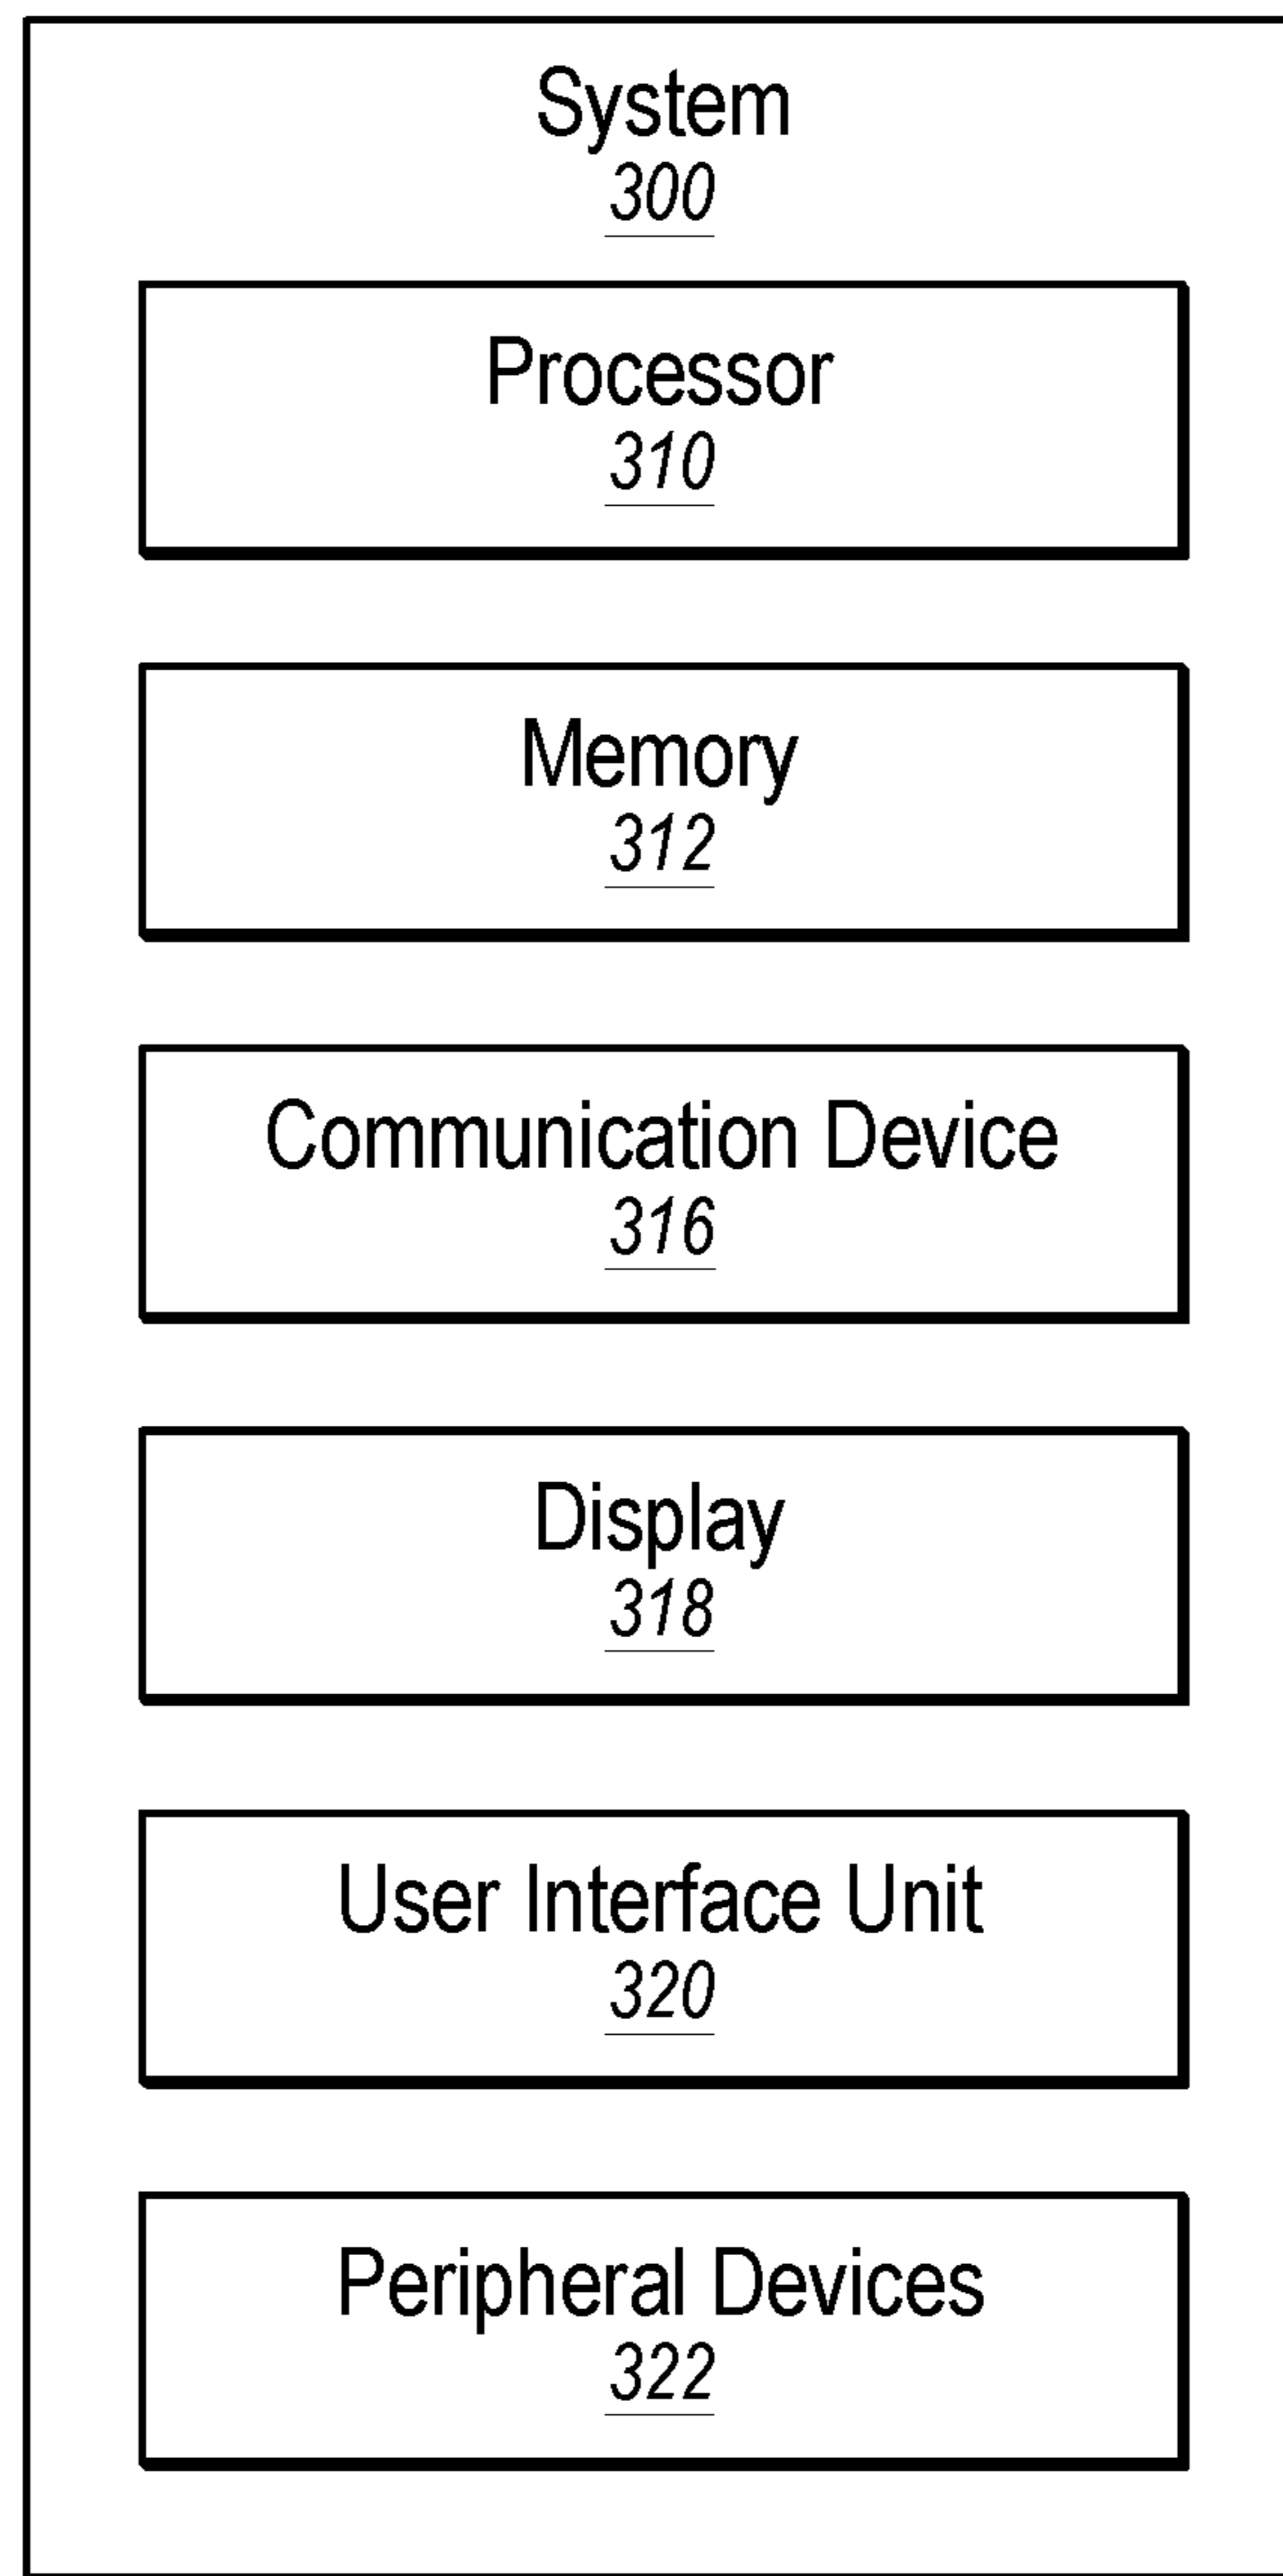 System
300
Processor
310
Memory
312
Communication Device
316
Display
318
User Interface Unit
320
Peripheral Devices
322